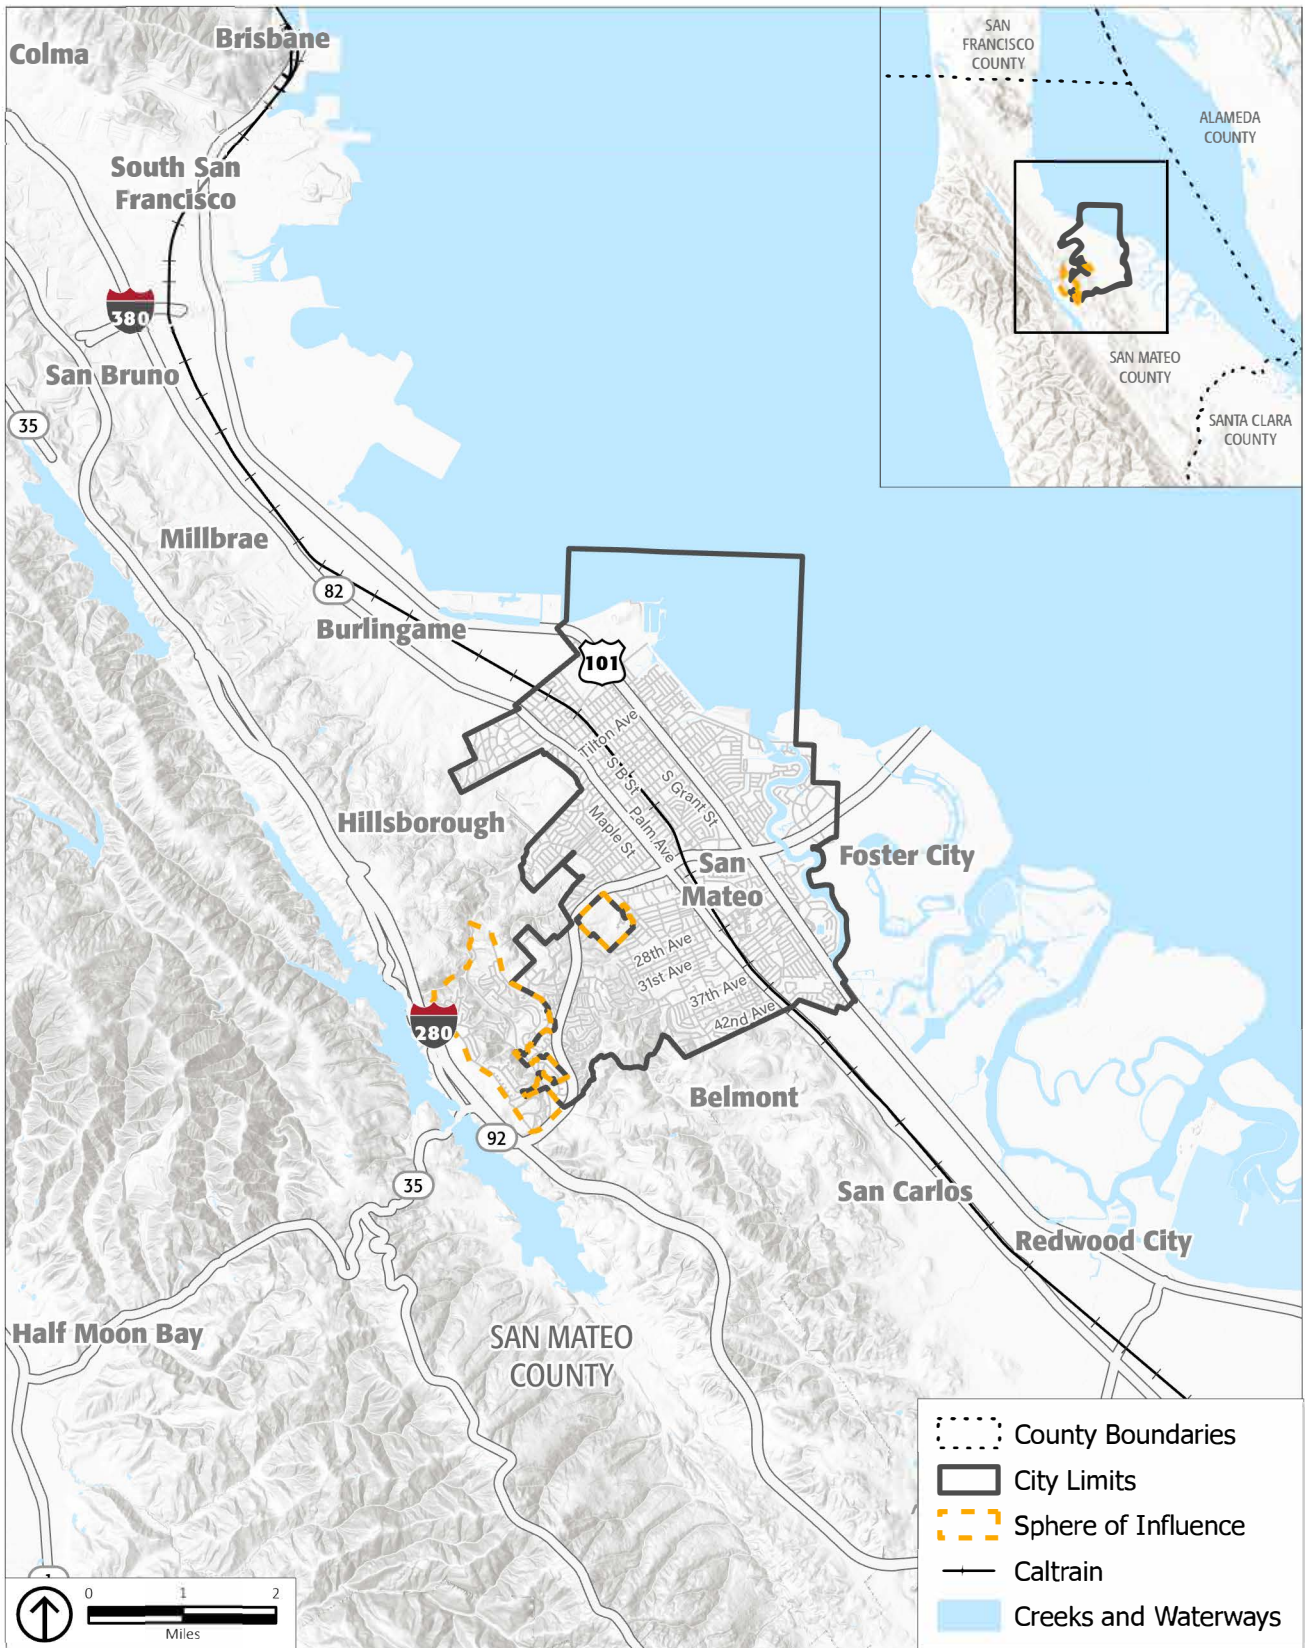 Colma
Brisbane
SAN
FRANCISCO
COUNTY
ALAMEDA
COUNTY
South San
Francisco
380
San Bruno
35
SAN MATEO
COUNTY
SANTA CLARA
COUNTY
Millbrae
82
Burlingame
101
Tilton Ave
S B St
S Grant St
Palm Ave
Maple St
Hillsborough
San
Mateo
Foster City
28th Ave
31st Ave
37th Ave
42nd Ave
280
Belmont
92
35
San Carlos
Redwood City
Half Moon Bay
SAN MATEO
COUNTY
County Boundaries
City Limits
Sphere of Influence
Caltrain
Creeks and Waterways
0 1 2
Miles